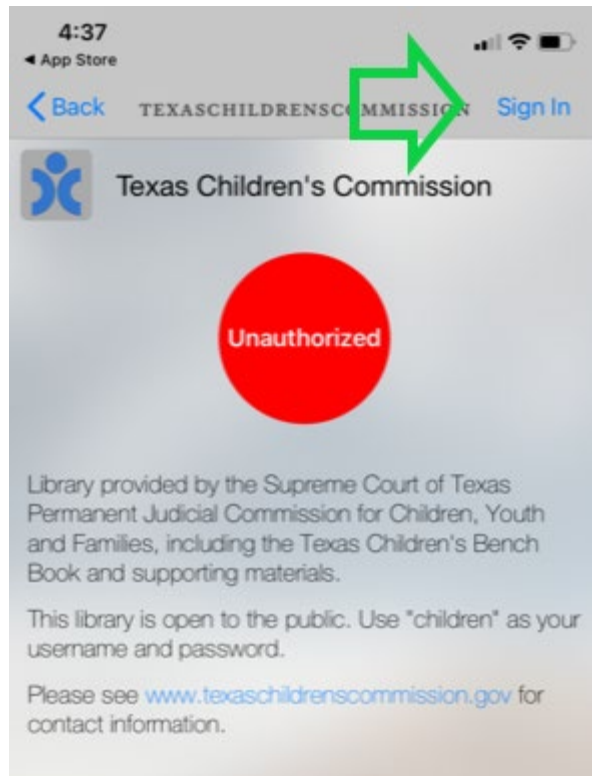 4:37
◀ App Store
Back TEXASCHILDRENSCOMMISSION Sign In
Texas Children's Commission
Unauthorized
Library provided by the Supreme Court of Texas
Permanent Judicial Commission for Children, Youth
and Families, including the Texas Children's Bench
Book and supporting materials.
This library is open to the public. Use "children" as your
username and password.
Please see www.texaschildrenscommission.gov for
contact information.